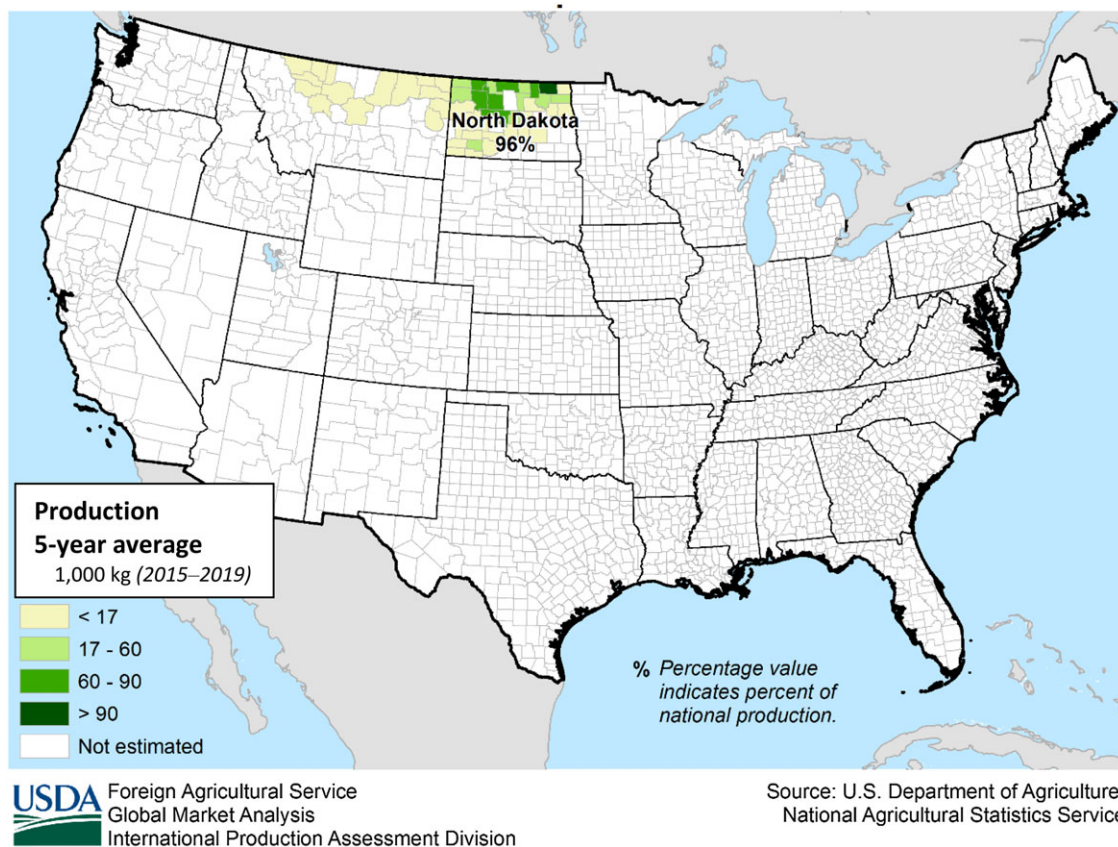 North Dakota
96%
Production
5-year average
1,000 kg (2015–2019)
< 17
17 - 60
60 - 90
> 90
Not estimated
% Percentage value
indicates percent of
national production.
USDA
Foreign Agricultural Service
Global Market Analysis
International Production Assessment Division
Source: U.S. Department of Agriculture
National Agricultural Statistics Service